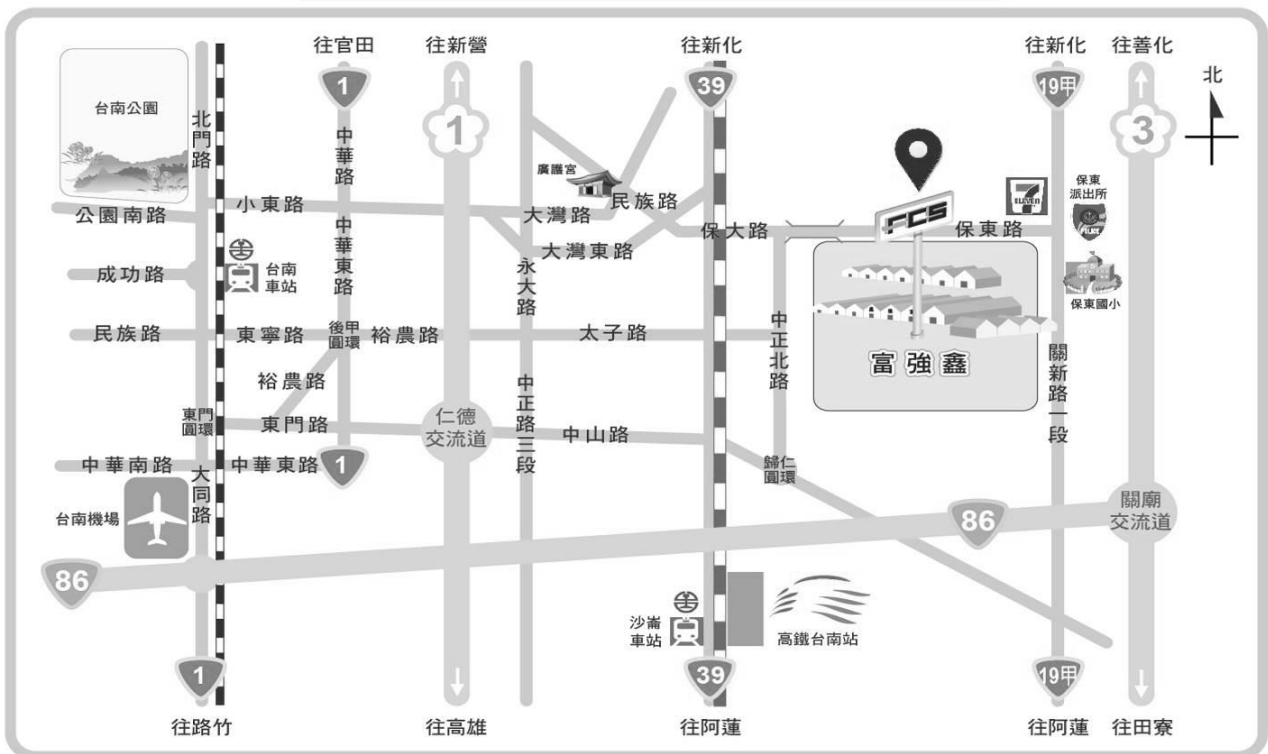 往官田
往新營
往新化
往新化
往善化
北
1
1
39
19甲
3
台南公園
北門路
中華路
廣護宮
民族路
7
ELEVEN
保東
派出所
POLICE
公園南路
小東路
大灣路
保大路
FCS
保東路
中華東路
大灣東路
成功路
台南
車站
永大路
保東國小
民族路
東寧路
後甲
圓環
裕農路
太子路
中正北路
富強鑫
關新路一段
裕農路
東門
圓環
東門路
仁德
交流道
中正路三段
中山路
中華南路
中華東路
1
歸仁
圓環
大同路
台南機場
86
關廟
交流道
86
沙崙
車站
高鐵台南站
1
39
19甲
往路竹
往高雄
往阿蓮
往阿蓮
往田寮